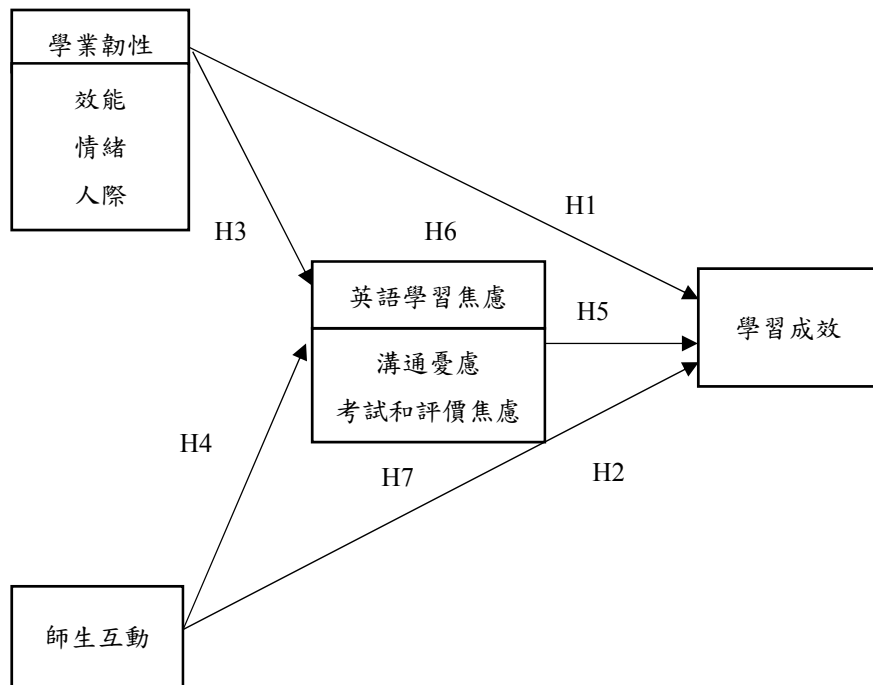 學業韌性
效能
情緒
人際
H1
H3
H6
英語學習焦慮
溝通憂慮
考試和評價焦慮
H5
學習成效
H4
H7
H2
師生互動